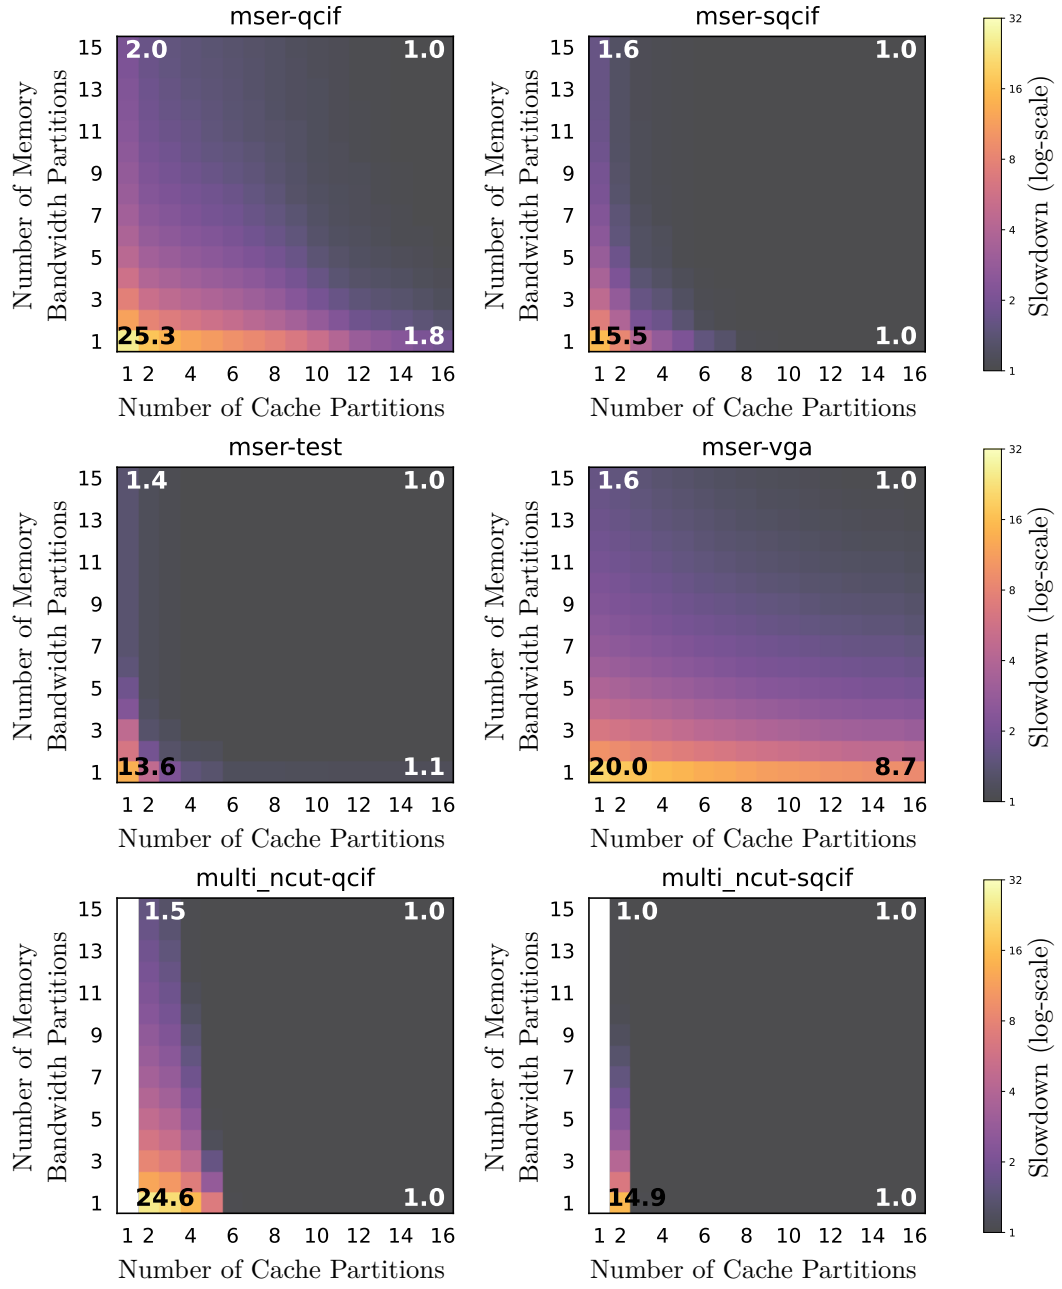 mser-qcif
Number of Memory
Bandwidth Partitions
15
13
11
9
7
5
3
1
2.0
1.0
25.3
1.8
1 2 4 6 8 10 12 14 16
Number of Cache Partitions
mser-sqcif
Number of Memory
Bandwidth Partitions
15
13
11
9
7
5
3
1
1.6
1.0
15.5
1.0
1 2 4 6 8 10 12 14 16
Number of Cache Partitions
32
16
8
4
2
1
Slowdown (log-scale)
mser-test
Number of Memory
Bandwidth Partitions
15
13
11
9
7
5
3
1
1.4
1.0
13.6
1.1
1 2 4 6 8 10 12 14 16
Number of Cache Partitions
mser-vga
Number of Memory
Bandwidth Partitions
15
13
11
9
7
5
3
1
1.6
1.0
20.0
8.7
1 2 4 6 8 10 12 14 16
Number of Cache Partitions
32
16
8
4
2
1
Slowdown (log-scale)
multi_ncut-qcif
Number of Memory
Bandwidth Partitions
15
13
11
9
7
5
3
1
1.5
1.0
24.6
1.0
1 2 4 6 8 10 12 14 16
Number of Cache Partitions
multi_ncut-sqcif
Number of Memory
Bandwidth Partitions
15
13
11
9
7
5
3
1
1.0
1.0
14.9
1.0
1 2 4 6 8 10 12 14 16
Number of Cache Partitions
32
16
8
4
2
1
Slowdown (log-scale)